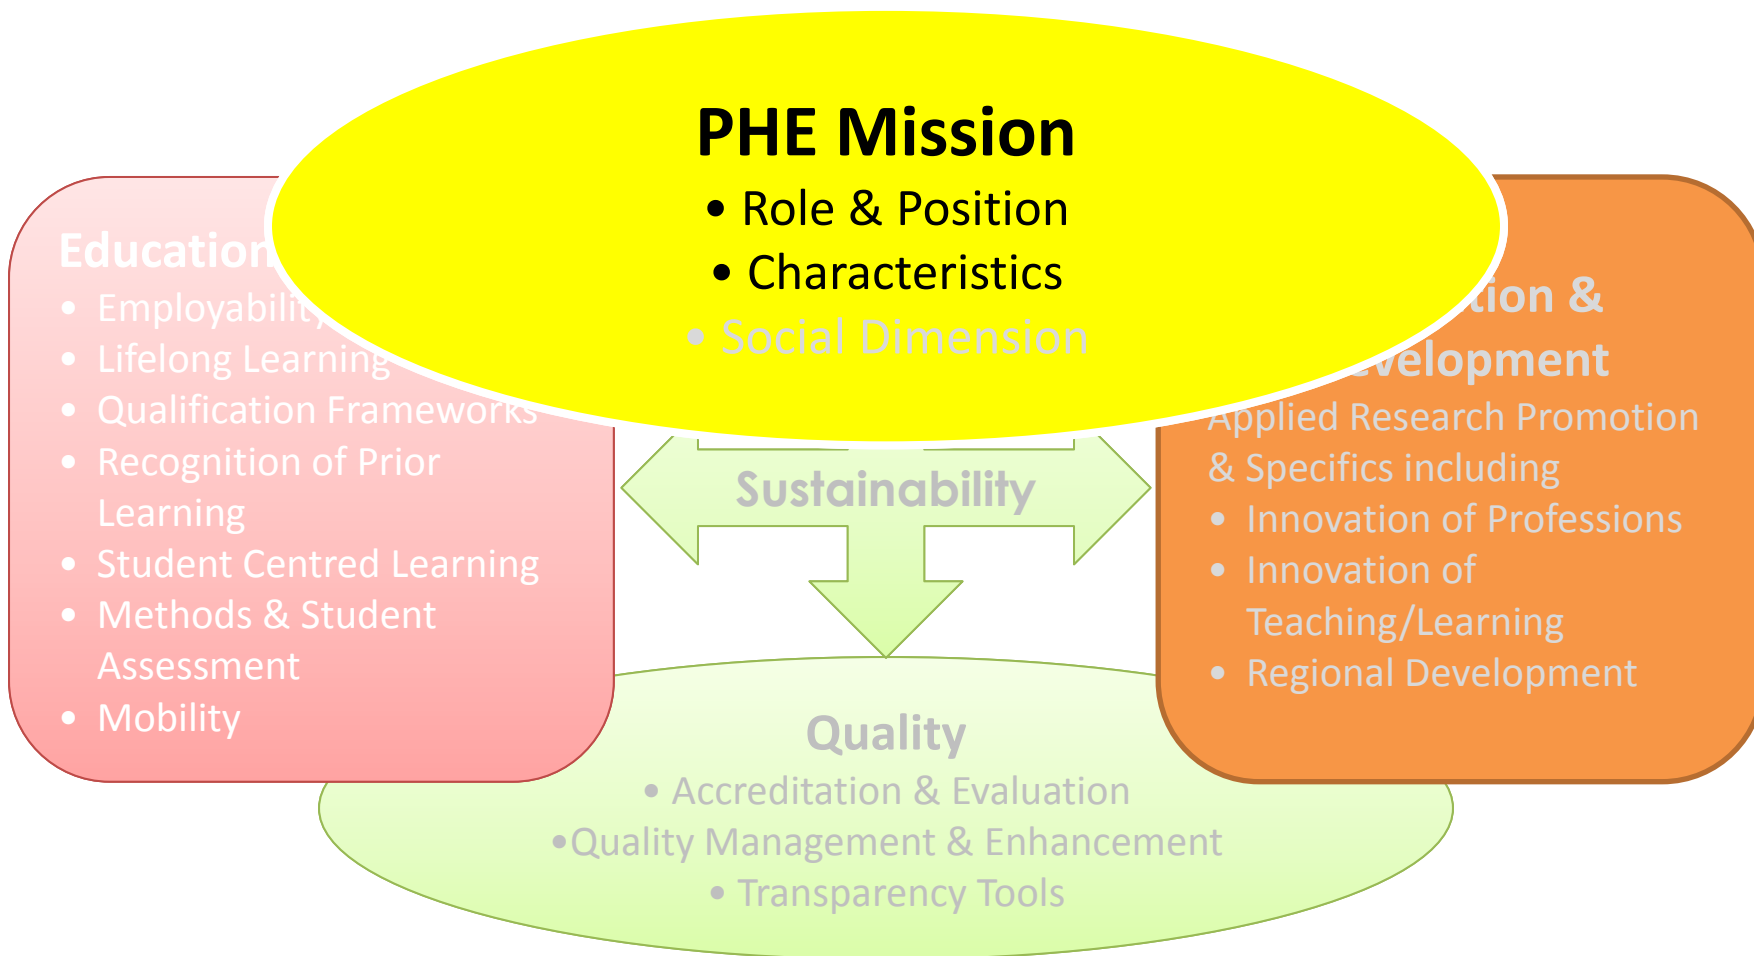 PHE Mission
• Role & Position
• Characteristics
• Social Dimension
Education
• Employability
• Lifelong Learning
• Qualification Frameworks
• Recognition of Prior
Learning
• Student Centred Learning
• Methods & Student
Assessment
• Mobility
Sustainability
&
Applied Research Promotion
& Specifics including
• Innovation of Professions
• Innovation of
Teaching/Learning
• Regional Development
Quality
• Accreditation & Evaluation
•Quality Management & Enhancement
• Transparency Tools